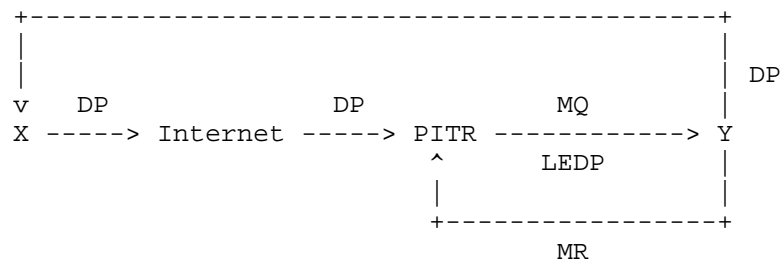 +-----------------------------------------------+
|                                               |
|                                               | DP
v    DP                DP            MQ         |
X -----> Internet -----> PITR ------------> Y
^        LEDP       |
|                   |
+-----------------+
MR